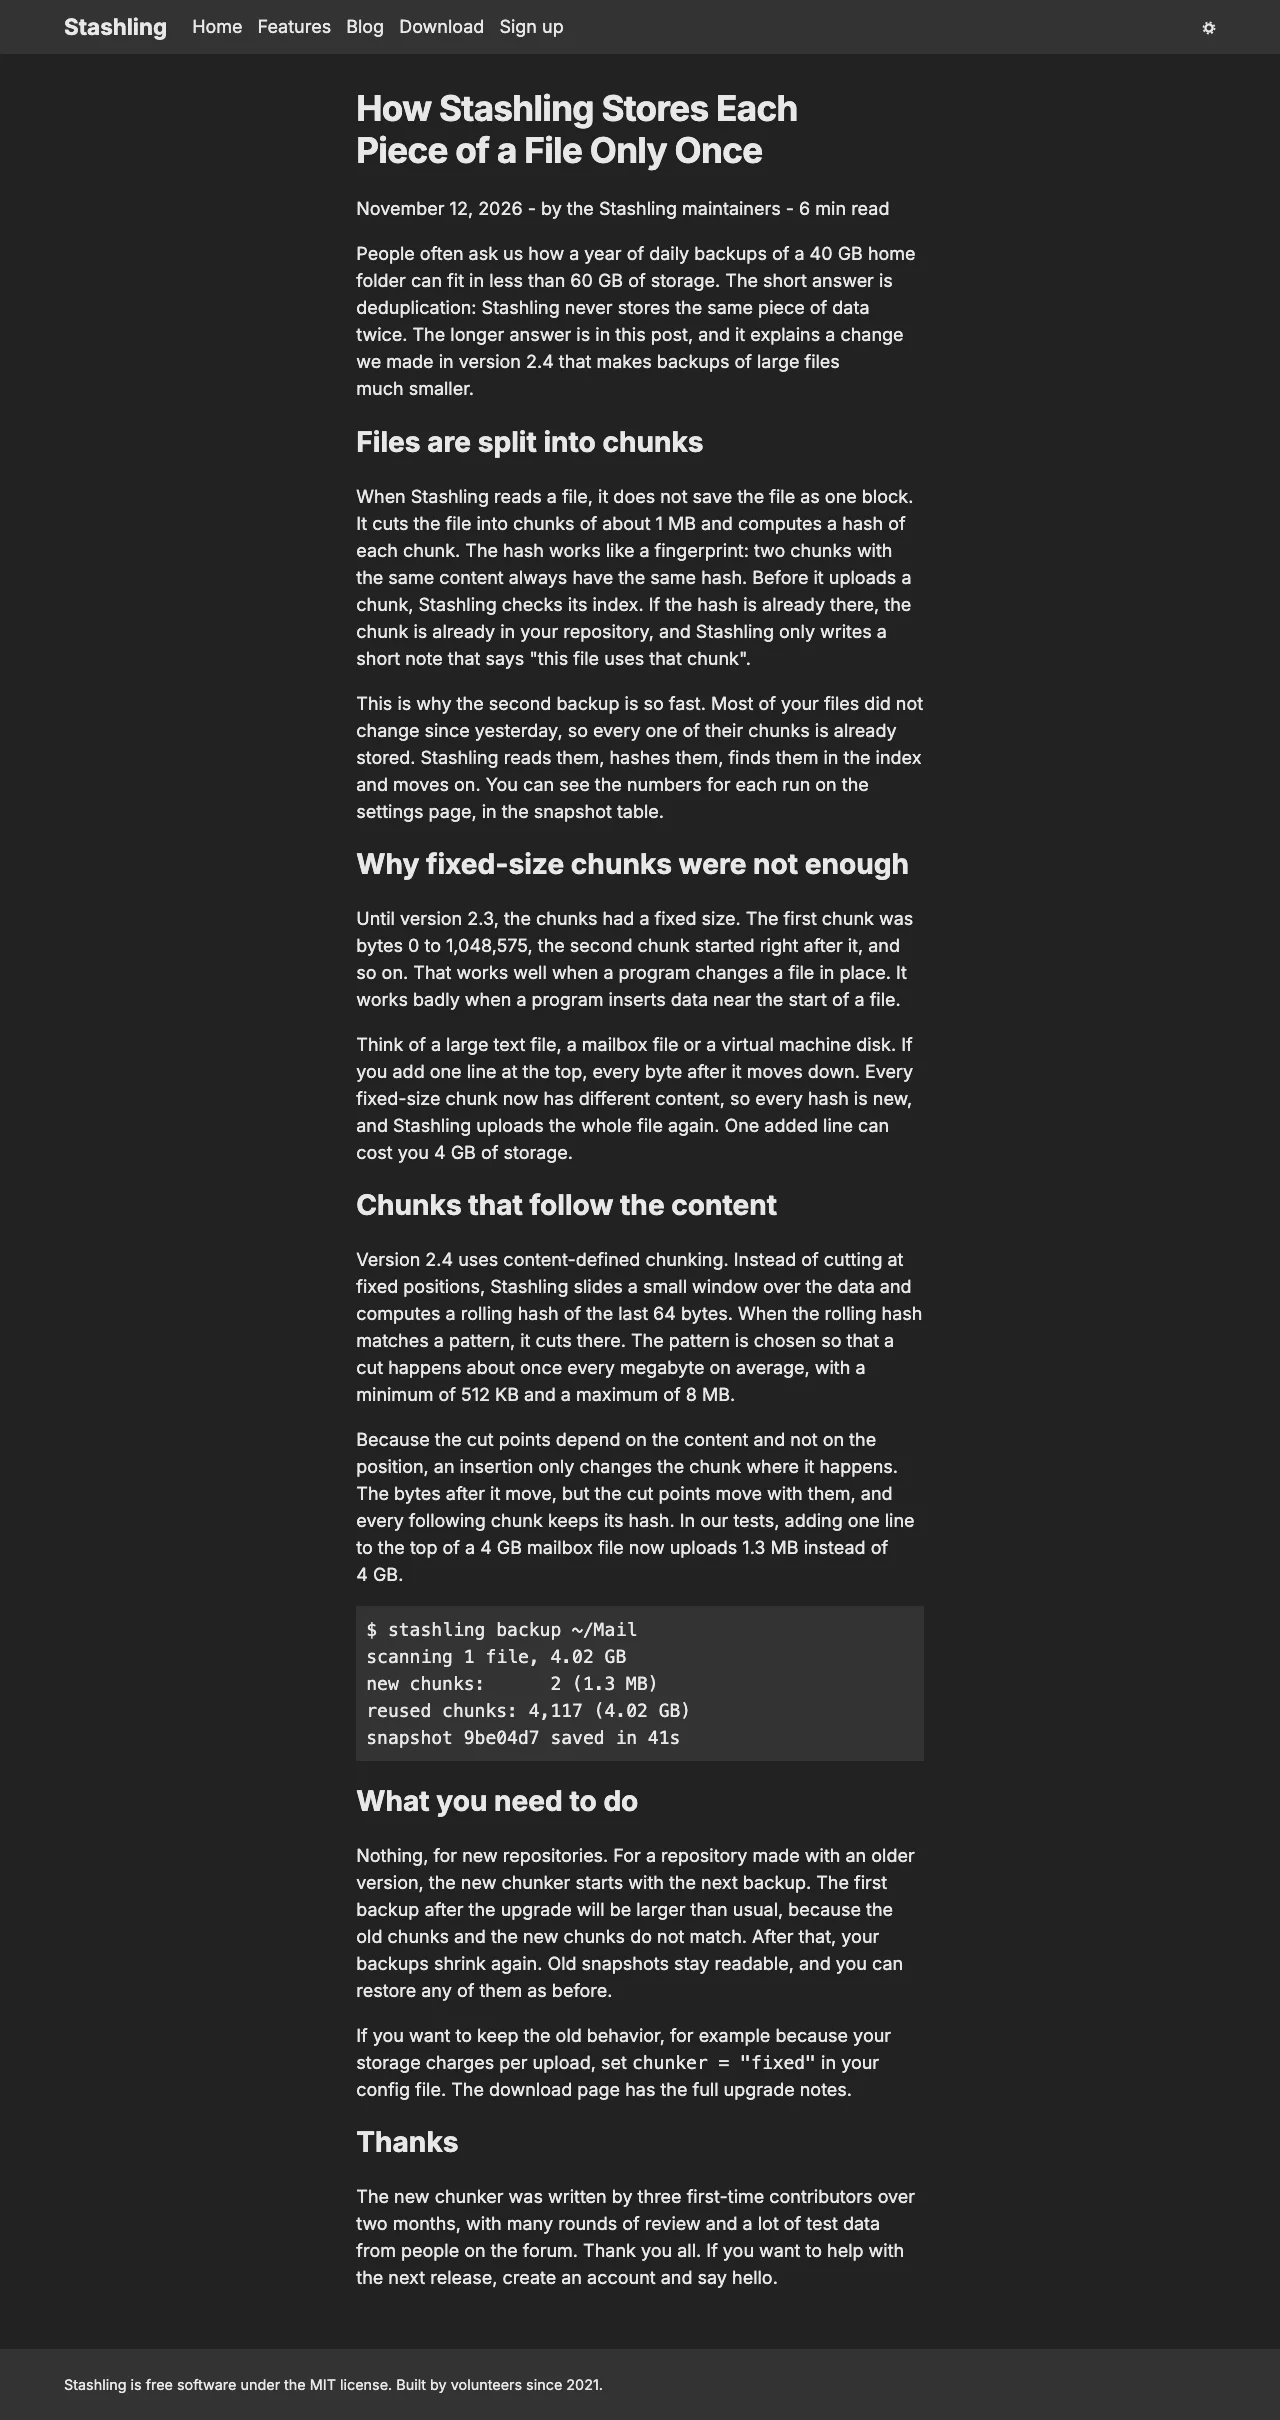 Stashling Home Features Blog Download Sign up
How Stashling Stores Each
Piece of a File Only Once
November 12, 2026 - by the Stashling maintainers - 6 min read
People often ask us how a year of daily backups of a 40 GB home
folder can fit in less than 60 GB of storage. The short answer is
deduplication: Stashling never stores the same piece of data
twice. The longer answer is in this post, and it explains a change
we made in version 2.4 that makes backups of large files
much smaller.
Files are split into chunks
When Stashling reads a file, it does not save the file as one block.
It cuts the file into chunks of about 1 MB and computes a hash of
each chunk. The hash works like a fingerprint: two chunks with
the same content always have the same hash. Before it uploads a
chunk, Stashling checks its index. If the hash is already there, the
chunk is already in your repository, and Stashling only writes a
short note that says "this file uses that chunk".
This is why the second backup is so fast. Most of your files did not
change since yesterday, so every one of their chunks is already
stored. Stashling reads them, hashes them, finds them in the index
and moves on. You can see the numbers for each run on the
settings page, in the snapshot table.
Why fixed-size chunks were not enough
Until version 2.3, the chunks had a fixed size. The first chunk was
bytes 0 to 1,048,575, the second chunk started right after it, and
so on. That works well when a program changes a file in place. It
works badly when a program inserts data near the start of a file.
Think of a large text file, a mailbox file or a virtual machine disk. If
you add one line at the top, every byte after it moves down. Every
fixed-size chunk now has different content, so every hash is new,
and Stashling uploads the whole file again. One added line can
cost you 4 GB of storage.
Chunks that follow the content
Version 2.4 uses content-defined chunking. Instead of cutting at
fixed positions, Stashling slides a small window over the data and
computes a rolling hash of the last 64 bytes. When the rolling hash
matches a pattern, it cuts there. The pattern is chosen so that a
cut happens about once every megabyte on average, with a
minimum of 512 KB and a maximum of 8 MB.
Because the cut points depend on the content and not on the
position, an insertion only changes the chunk where it happens.
The bytes after it move, but the cut points move with them, and
every following chunk keeps its hash. In our tests, adding one line
to the top of a 4 GB mailbox file now uploads 1.3 MB instead of
4 GB.
$ stashling backup ~/Mail
scanning 1 file, 4.02 GB
new chunks:      2 (1.3 MB)
reused chunks: 4,117 (4.02 GB)
snapshot 9be04d7 saved in 41s
What you need to do
Nothing, for new repositories. For a repository made with an older
version, the new chunker starts with the next backup. The first
backup after the upgrade will be larger than usual, because the
old chunks and the new chunks do not match. After that, your
backups shrink again. Old snapshots stay readable, and you can
restore any of them as before.
If you want to keep the old behavior, for example because your
storage charges per upload, set chunker = "fixed" in your
config file. The download page has the full upgrade notes.
Thanks
The new chunker was written by three first-time contributors over
two months, with many rounds of review and a lot of test data
from people on the forum. Thank you all. If you want to help with
the next release, create an account and say hello.
Stashling is free software under the MIT license. Built by volunteers since 2021.